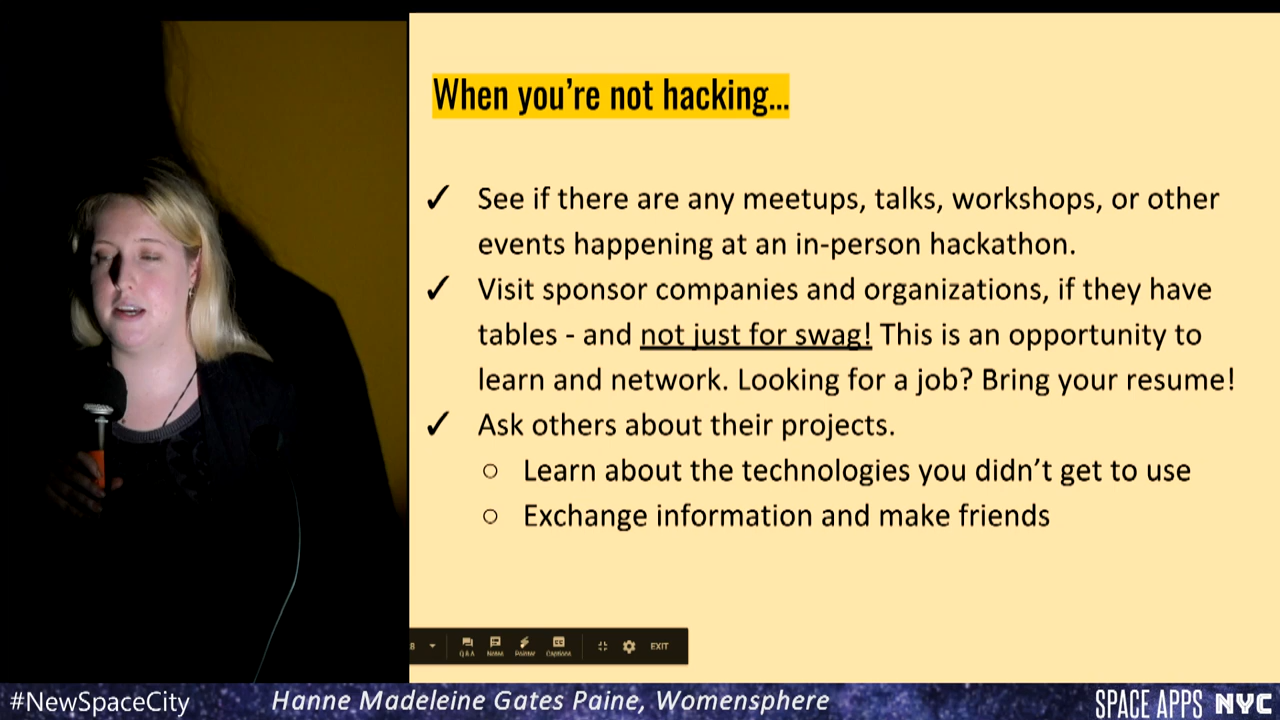 When you're not hacking...
✓ See if there are any meetups, talks, workshops, or other
events happening at an in-person hackathon.
✓ Visit sponsor companies and organizations, if they have
tables - and not just for swag! This is an opportunity to
learn and network. Looking for a job? Bring your resume!
✓ Ask others about their projects.
○ Learn about the technologies you didn't get to use
○ Exchange information and make friends
8 Q&A Notes Pointer Captions EXIT
#NewSpaceCity Hanne Madeleine Gates Paine, Womensphere SPACE APPS NYC